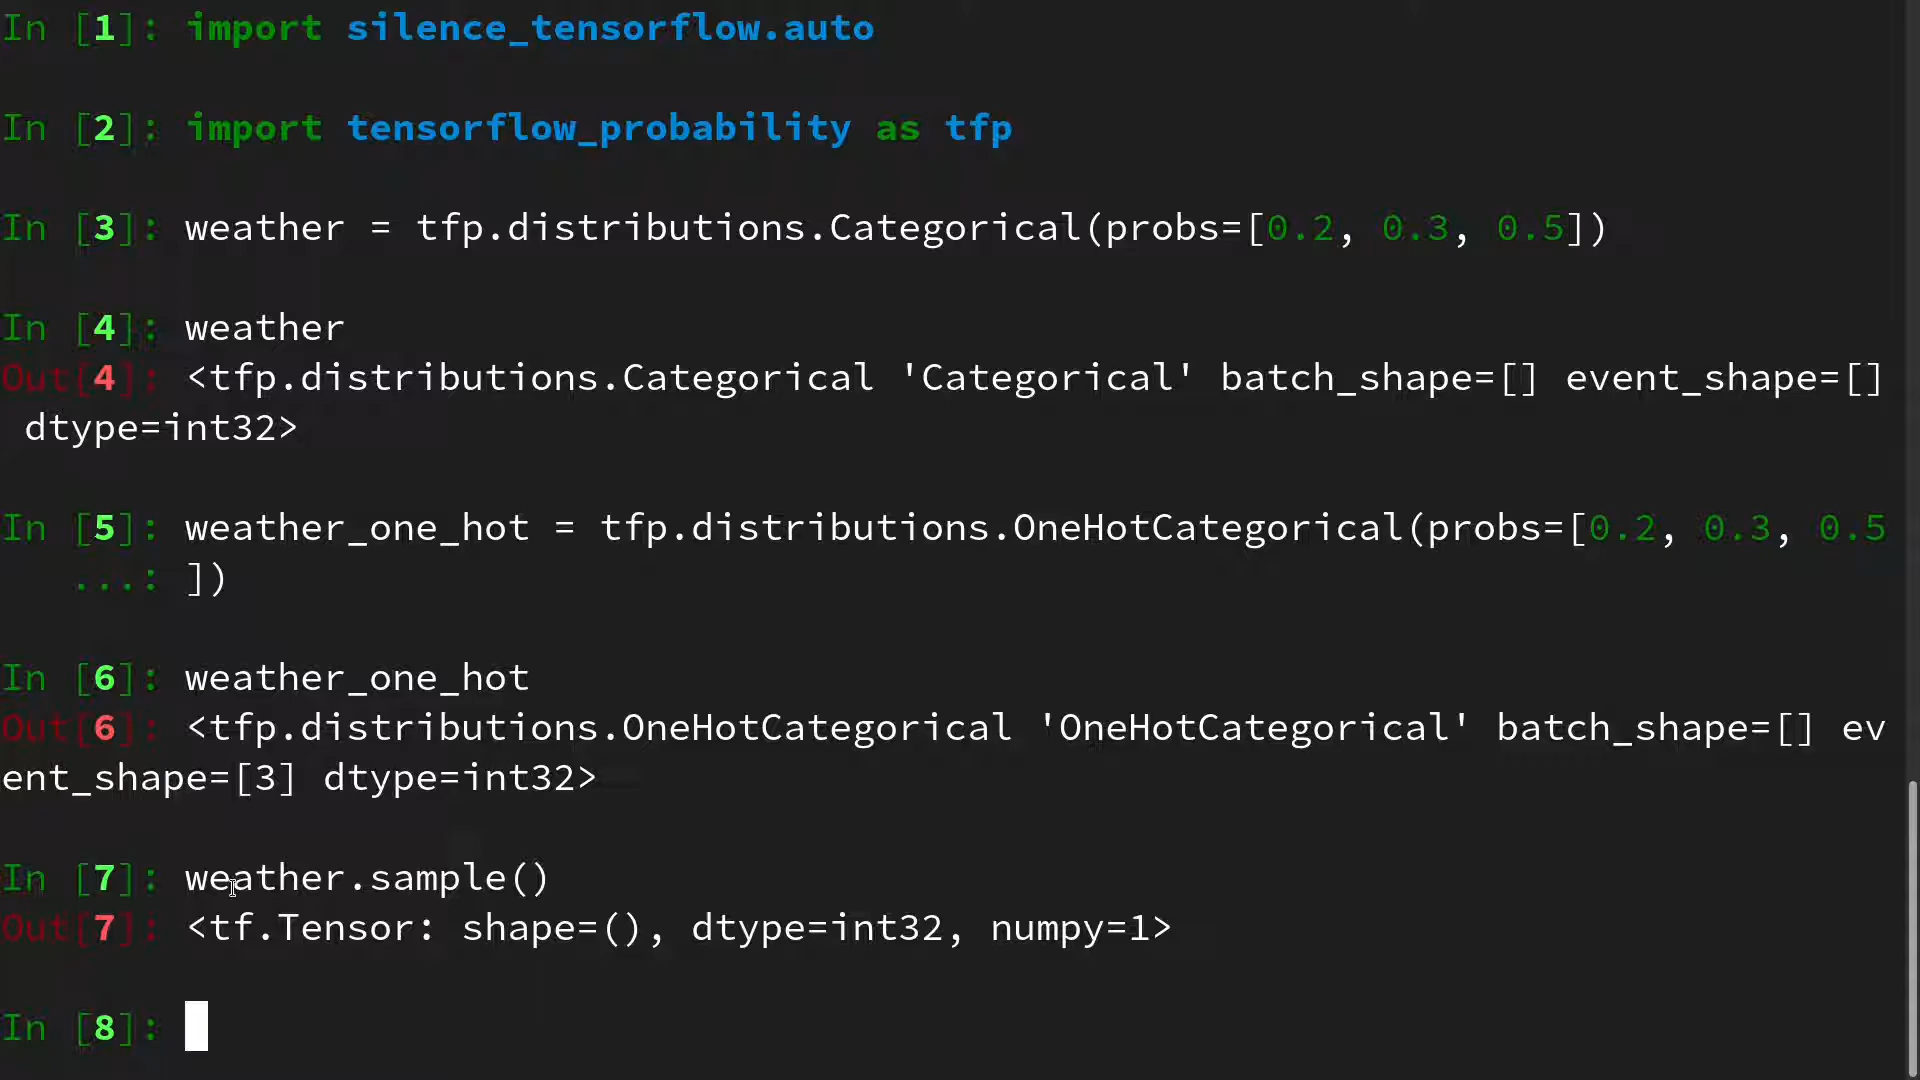 In [1]: import silence_tensorflow.auto
In [2]: import tensorflow_probability as tfp
In [3]: weather = tfp.distributions.Categorical(probs=[0.2, 0.3, 0.5])
In [4]: weather
Out[4]: <tfp.distributions.Categorical 'Categorical' batch_shape=[] event_shape=[]
 dtype=int32>
In [5]: weather_one_hot = tfp.distributions.OneHotCategorical(probs=[0.2, 0.3, 0.5
   ...: ])
In [6]: weather_one_hot
Out[6]: <tfp.distributions.OneHotCategorical 'OneHotCategorical' batch_shape=[] ev
ent_shape=[3] dtype=int32>
In [7]: weather.sample()
Out[7]: <tf.Tensor: shape=(), dtype=int32, numpy=1>
In [8]: